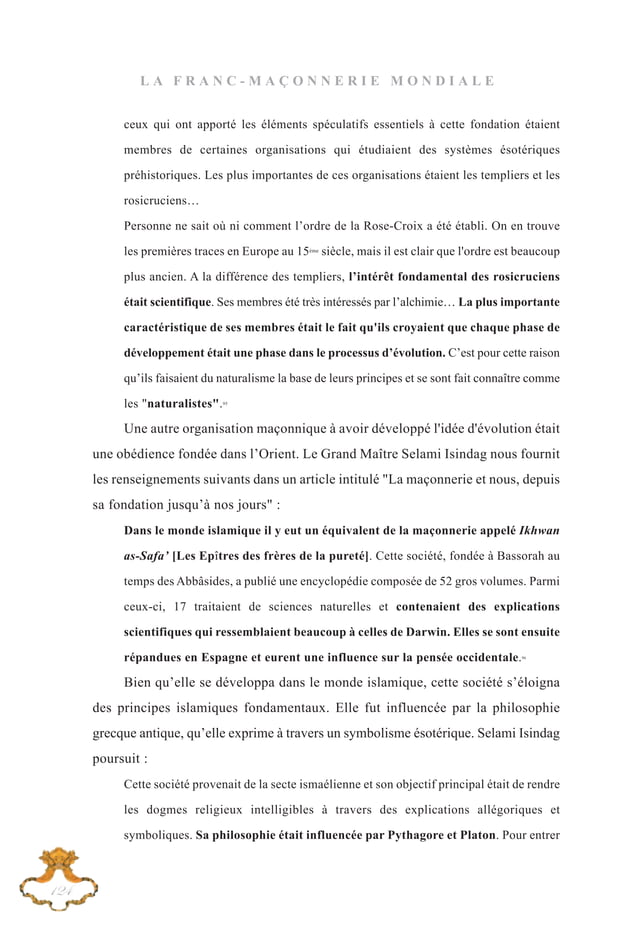 LA FRANC-MAÇONNERIE MONDIALE
ceux qui ont apporté les éléments spéculatifs essentiels à cette fondation étaient
membres de certaines organisations qui étudiaient des systèmes ésotériques
préhistoriques. Les plus importantes de ces organisations étaient les templiers et les
rosicruciens…
Personne ne sait où ni comment l’ordre de la Rose-Croix a été établi. On en trouve
les premières traces en Europe au 15ème siècle, mais il est clair que l'ordre est beaucoup
plus ancien. A la différence des templiers, l’intérêt fondamental des rosicruciens
était scientifique. Ses membres été très intéressés par l’alchimie… La plus importante
caractéristique de ses membres était le fait qu'ils croyaient que chaque phase de
développement était une phase dans le processus d’évolution. C’est pour cette raison
qu’ils faisaient du naturalisme la base de leurs principes et se sont fait connaître comme
les "naturalistes".
Une autre organisation maçonnique à avoir développé l'idée d'évolution était
une obédience fondée dans l’Orient. Le Grand Maître Selami Isindag nous fournit
les renseignements suivants dans un article intitulé "La maçonnerie et nous, depuis
sa fondation jusqu’à nos jours" :
Dans le monde islamique il y eut un équivalent de la maçonnerie appelé Ikhwan
as-Safa’ [Les Epîtres des frères de la pureté]. Cette société, fondée à Bassorah au
temps des Abbâsides, a publié une encyclopédie composée de 52 gros volumes. Parmi
ceux-ci, 17 traitaient de sciences naturelles et contenaient des explications
scientifiques qui ressemblaient beaucoup à celles de Darwin. Elles se sont ensuite
répandues en Espagne et eurent une influence sur la pensée occidentale.
Bien qu’elle se développa dans le monde islamique, cette société s’éloigna
des principes islamiques fondamentaux. Elle fut influencée par la philosophie
grecque antique, qu’elle exprime à travers un symbolisme ésotérique. Selami Isindag
poursuit :
Cette société provenait de la secte ismaélienne et son objectif principal était de rendre
les dogmes religieux intelligibles à travers des explications allégoriques et
symboliques. Sa philosophie était influencée par Pythagore et Platon. Pour entrer
124